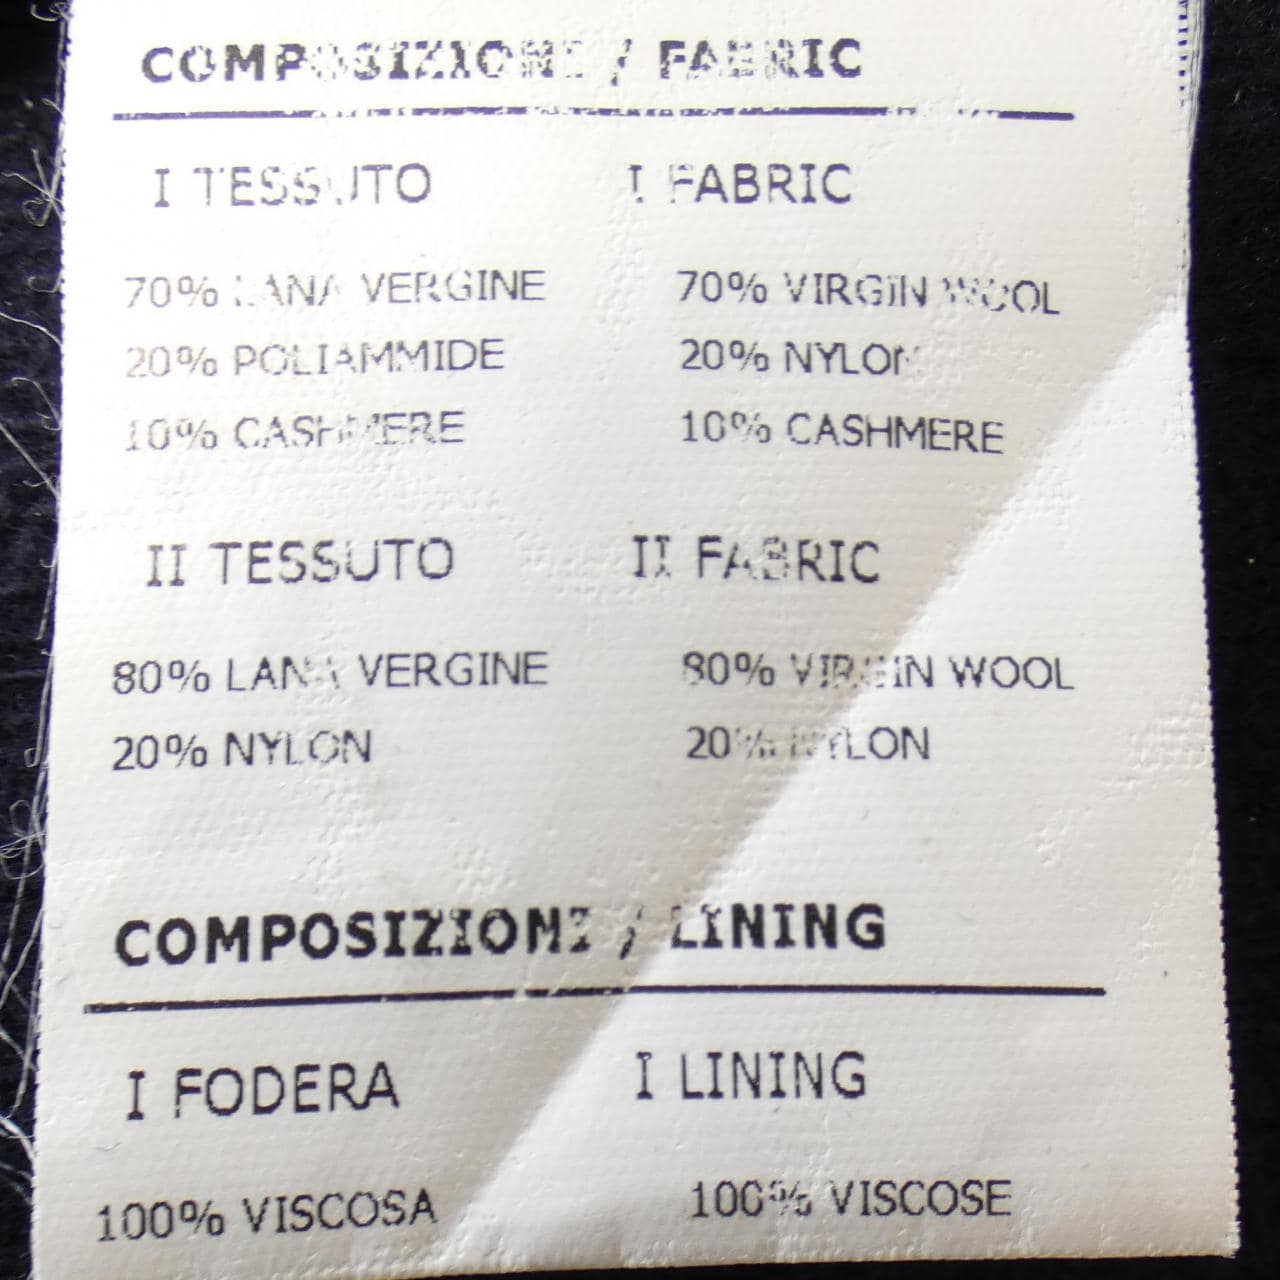 COMPOSIZIONI / FABRIC
I TESSUTO I FABRIC
70% LANA VERGINE 70% VIRGIN WOOL
20% POLIAMMIDE 20% NYLON
10% CASHMERE 10% CASHMERE
II TESSUTO II FABRIC
80% LANA VERGINE 80% VIRGIN WOOL
20% NYLON 20% NYLON
COMPOSIZIONI / LINING
I FODERA I LINING
100% VISCOSA 100% VISCOSE